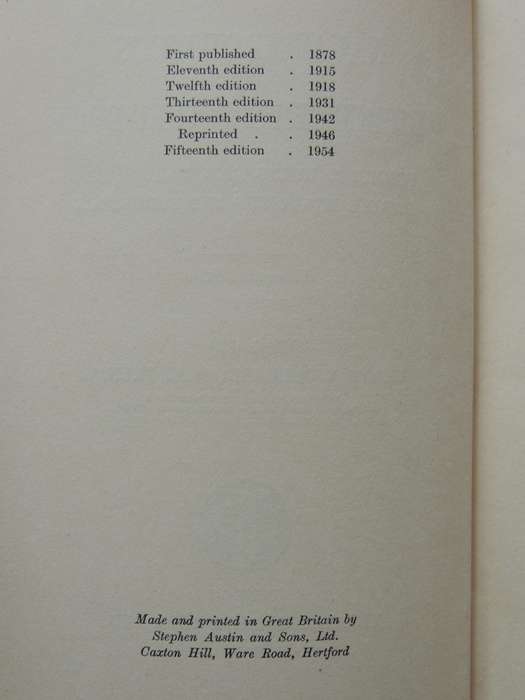 First published . 1878
Eleventh edition . 1915
Twelfth edition . 1918
Thirteenth edition . 1931
Fourteenth edition . 1942
Reprinted . . 1946
Fifteenth edition . 1954
Made and printed in Great Britain by
Stephen Austin and Sons, Ltd.
Caxton Hill, Ware Road, Hertford